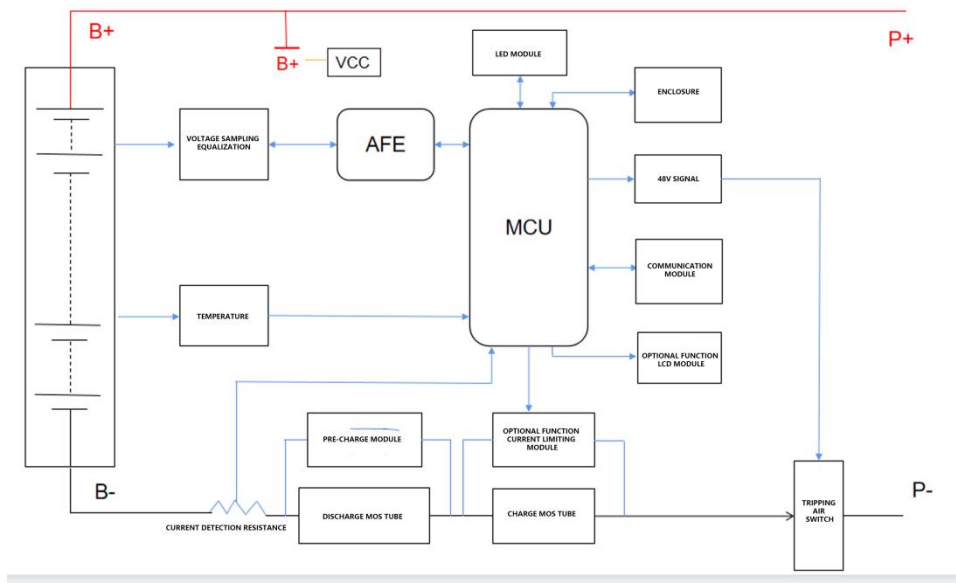 B+
P+
B+
VCC
LED MODULE
ENCLOSURE
VOLTAGE SAMPLING
EQUALIZATION
AFE
MCU
48V SIGNAL
COMMUNICATION
MODULE
TEMPERATURE
OPTIONAL FUNCTION
LCD MODULE
PRE-CHARGE MODULE
OPTIONAL FUNCTION
CURRENT LIMITING
MODULE
B-
CURRENT DETECTION RESISTANCE
DISCHARGE MOS TUBE
CHARGE MOS TUBE
TRIPPING
AIR
SWITCH
P-